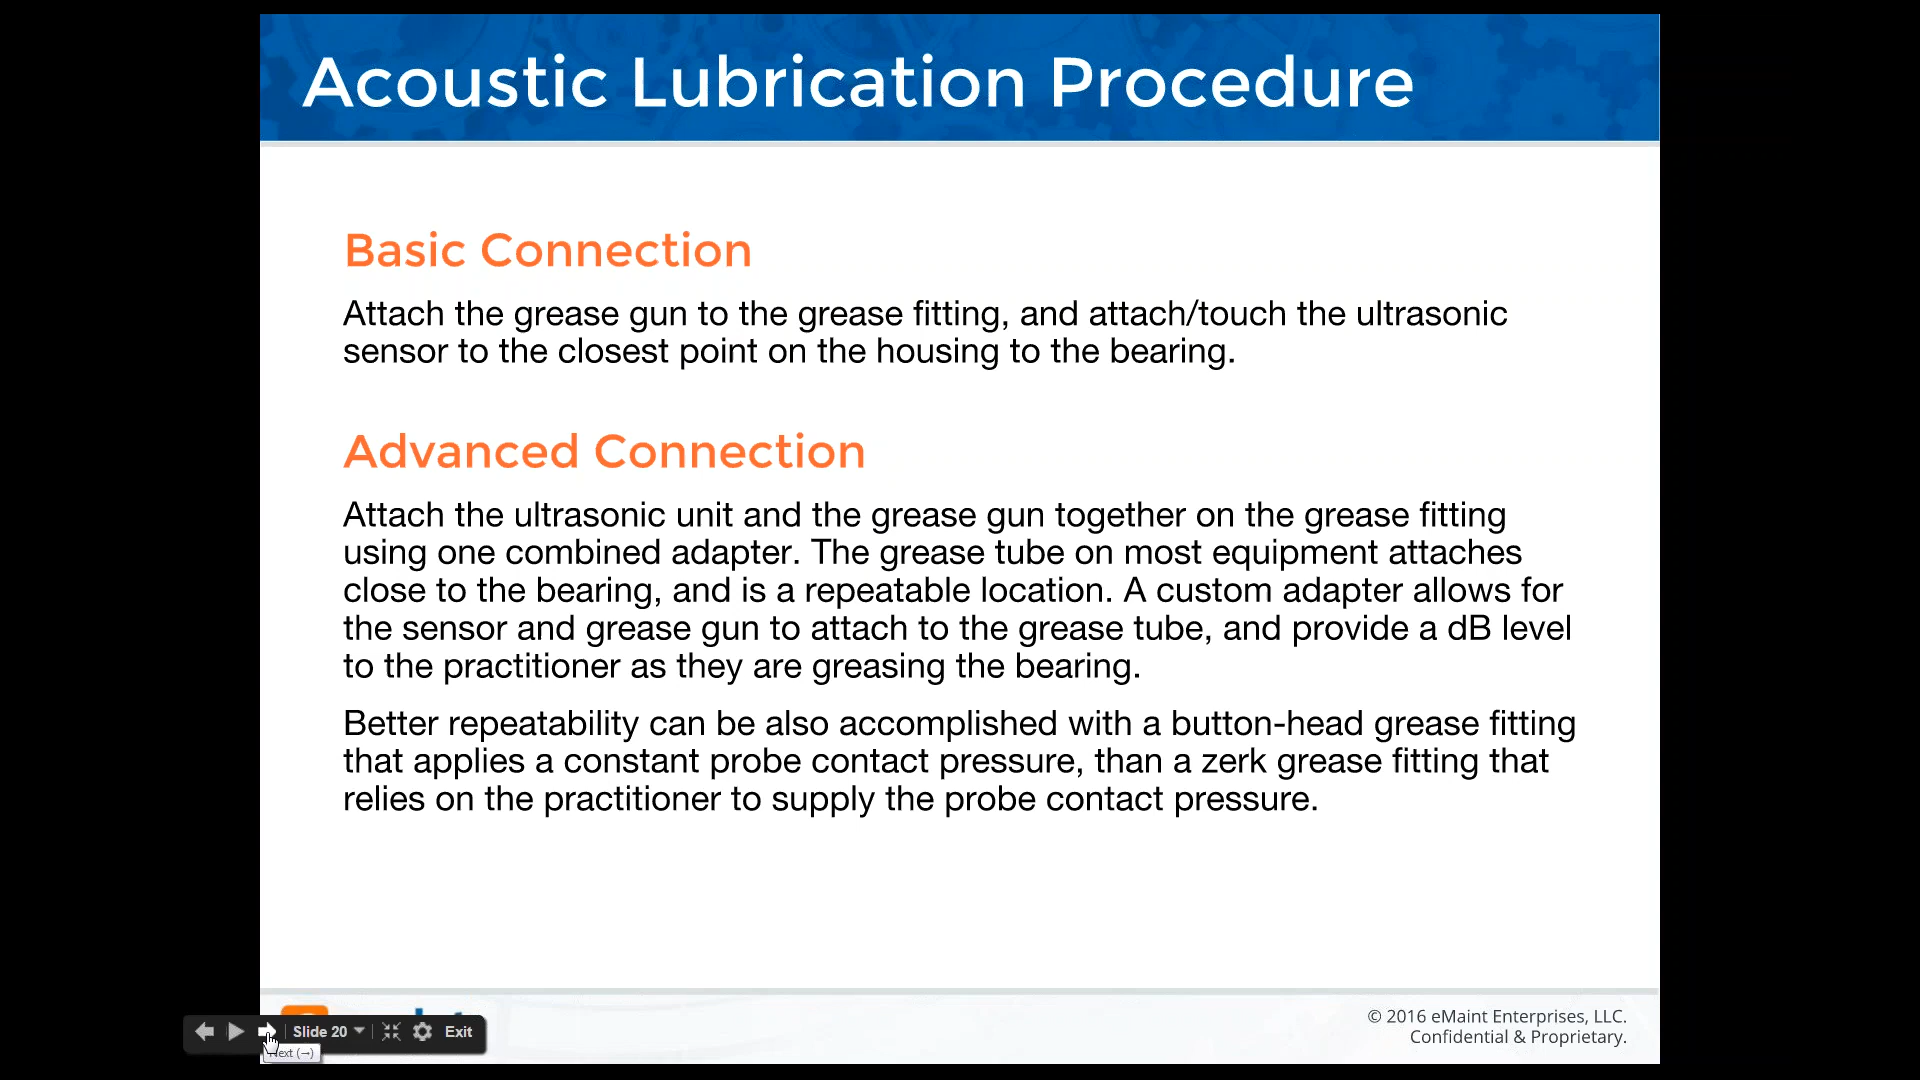 Acoustic Lubrication Procedure
Basic Connection
Attach the grease gun to the grease fitting, and attach/touch the ultrasonic
sensor to the closest point on the housing to the bearing.
Advanced Connection
Attach the ultrasonic unit and the grease gun together on the grease fitting
using one combined adapter. The grease tube on most equipment attaches
close to the bearing, and is a repeatable location. A custom adapter allows for
the sensor and grease gun to attach to the grease tube, and provide a dB level
to the practitioner as they are greasing the bearing.
Better repeatability can be also accomplished with a button-head grease fitting
that applies a constant probe contact pressure, than a zerk grease fitting that
relies on the practitioner to supply the probe contact pressure.
© 2016 eMaint Enterprises, LLC.
Confidential & Proprietary.
Slide 20
Exit